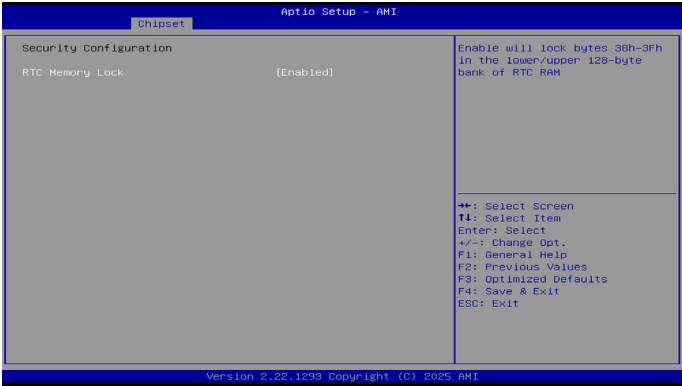 Aptio Setup – AMI
Chipset
Security Configuration
RTC Memory Lock [Enabled]
Enable will lock bytes 38h-3Fh
in the lower/upper 128-byte
bank of RTC RAM
→←: Select Screen
↑↓: Select Item
Enter: Select
+/-: Change Opt.
F1: General Help
F2: Previous Values
F3: Optimized Defaults
F4: Save & Exit
ESC: Exit
Version 2.22.1293 Copyright (C) 2025 AMI